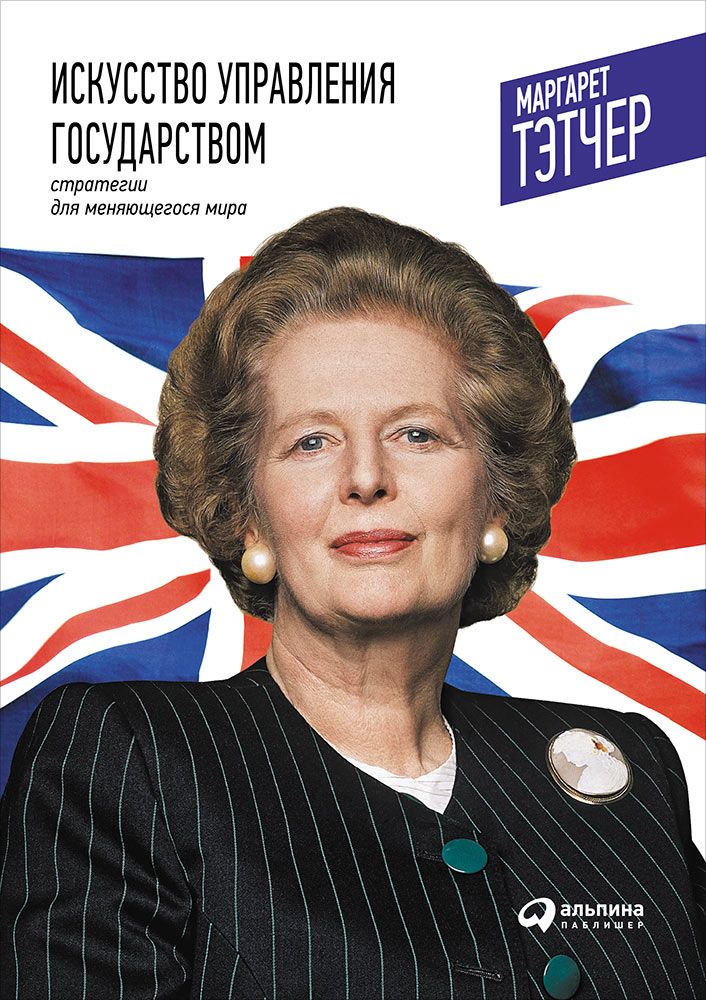 ИСКУССТВО УПРАВЛЕНИЯ
ГОСУДАРСТВОМ
стратегии
для меняющегося мира
МАРГАРЕТ
ТЭТЧЕР
альпина
ПАБЛИШЕР